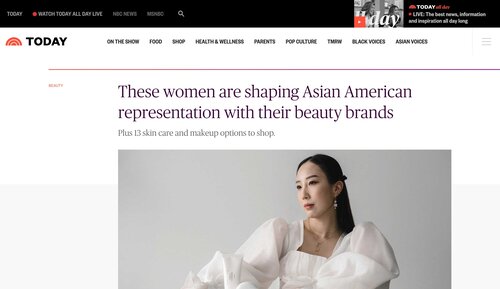 TODAY
WATCH TODAY ALL DAY LIVE
NBC NEWS
MSNBC
day
TODAY all day
LIVE: The best news, information
and inspiration all day long
TODAY
ON THE SHOW
FOOD
SHOP
HEALTH & WELLNESS
PARENTS
POP CULTURE
TMRW
BLACK VOICES
ASIAN VOICES
BEAUTY
These women are shaping Asian American
representation with their beauty brands
Plus 13 skin care and makeup options to shop.